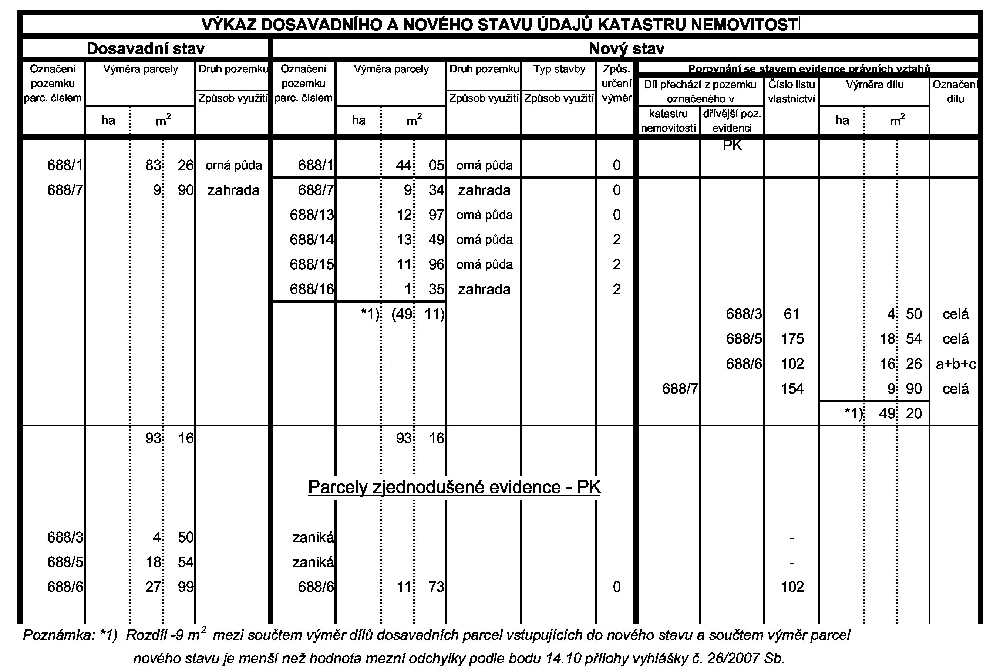 VÝKAZ DOSAVADNÍHO A NOVÉHO STAVU ÚDAJŮ KATASTRU NEMOVITOSTÍ
Dosavadní stav Nový stav
Označení Výměra parcely Druh pozemku Označení Výměra parcely Druh pozemku Typ stavby Způs. Porovnání se stavem evidence právních vztahů
pozemku pozemku určení Díl přechází z pozemku Číslo listu Výměra dílu Označení
parc. číslem Způsob využití parc. číslem Způsob využití Způsob využití výměr označeného v vlastnictví dílu
ha m² ha m² katastru dřívější poz. ha m²
nemovitostí evidenci
PK
688/1 83 26 orná půda 688/1 44 05 orná půda 0
688/7 9 90 zahrada 688/7 9 34 zahrada 0
688/13 12 97 orná půda 0
688/14 13 49 orná půda 2
688/15 11 96 orná půda 2
688/16 1 35 zahrada 2
*1) (49 11) 688/3 61 4 50 celá
688/5 175 18 54 celá
688/6 102 16 26 a+b+c
688/7 154 9 90 celá
*1) 49 20
93 16 93 16
Parcely zjednodušené evidence - PK
688/3 4 50 zaniká -
688/5 18 54 zaniká -
688/6 27 99 688/6 11 73 0 102
Poznámka: *1) Rozdíl -9 m² mezi součtem výměr dílů dosavadních parcel vstupujících do nového stavu a součtem výměr parcel
nového stavu je menší než hodnota mezní odchylky podle bodu 14.10 přílohy vyhlášky č. 26/2007 Sb.